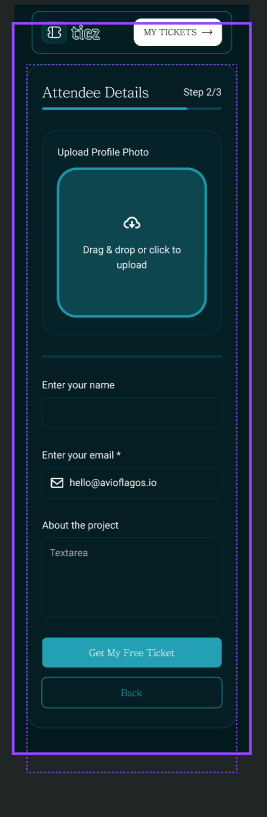 ticz
MY TICKETS →
Attendee Details
Step 2/3
Upload Profile Photo
Drag & drop or click to
upload
Enter your name
Enter your email *
hello@avioflagos.io
About the project
Textarea
Get My Free Ticket
Back